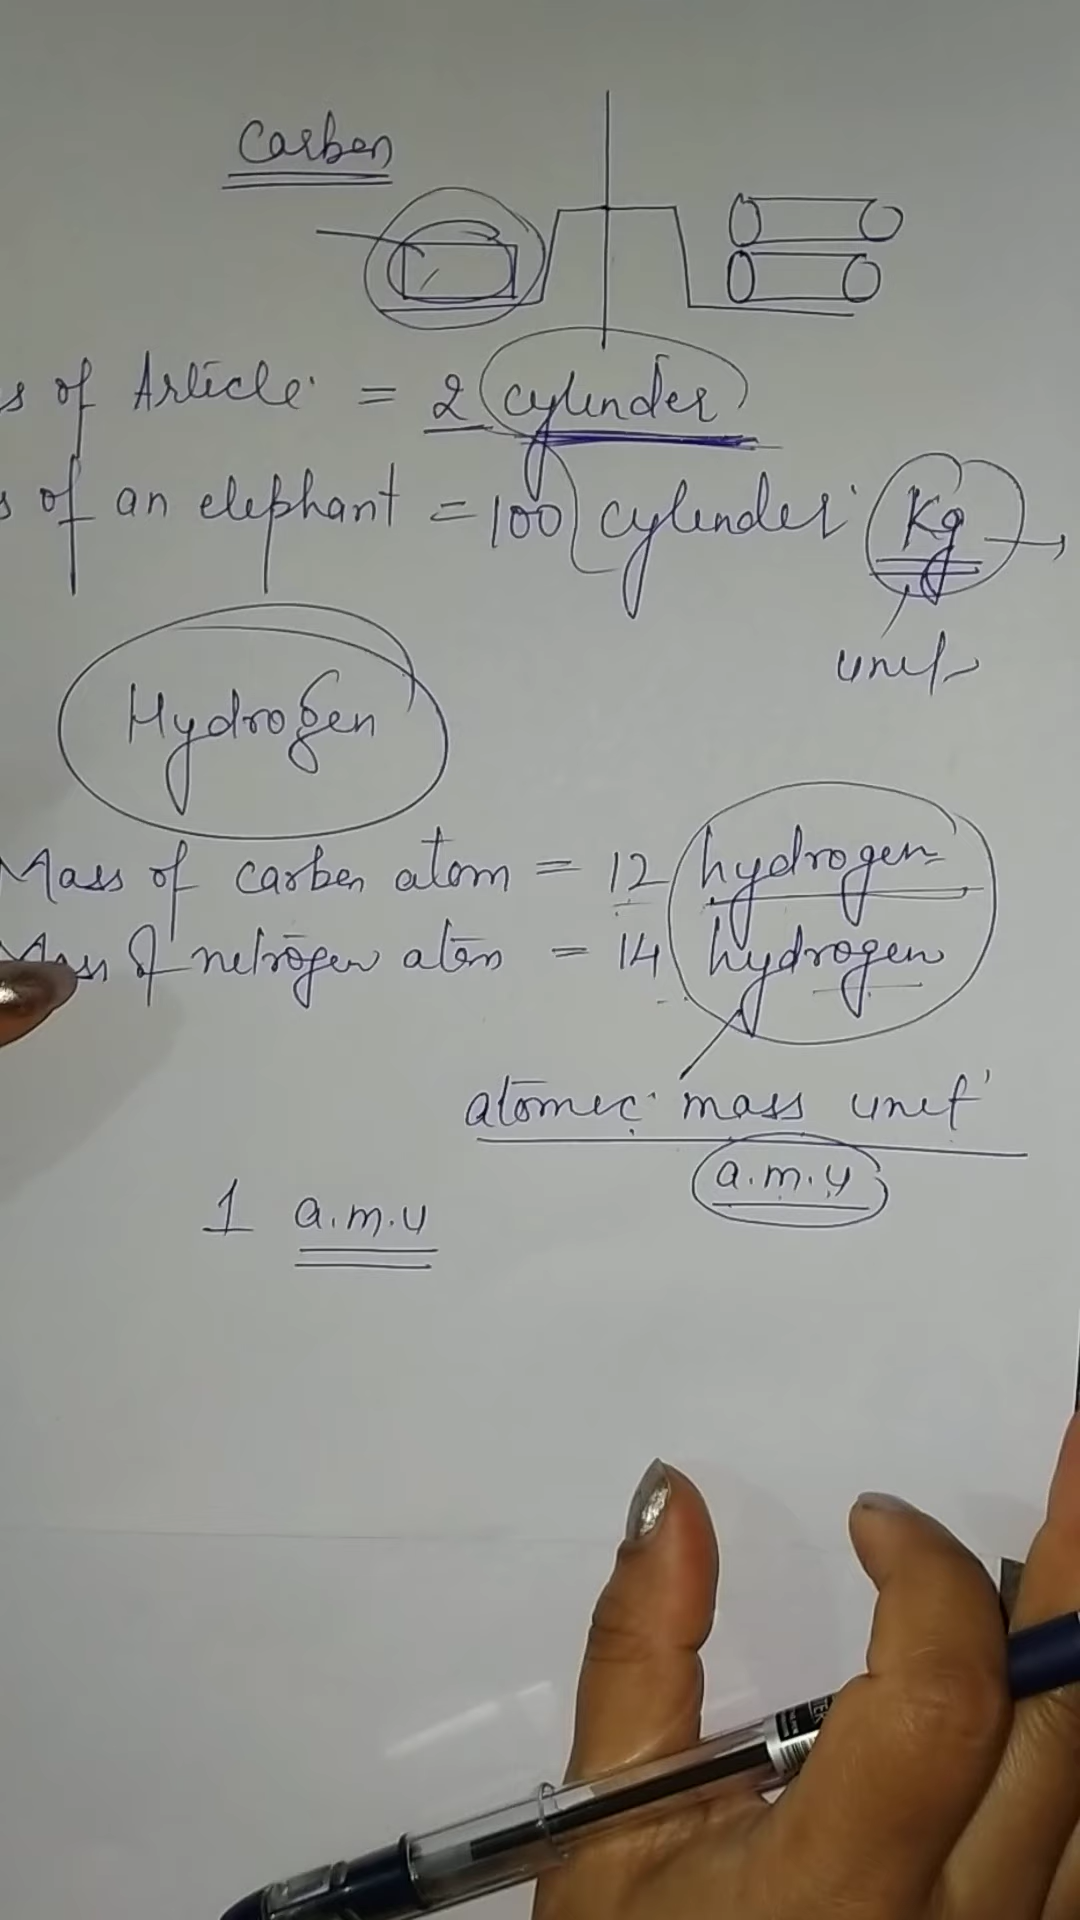 Carbon
s of Article = 2 cylinder
s of an elephant = 100 cylinder Kg
unit
Hydrogen
Mass of carbon atom = 12 hydrogen
Mass of nitrogen atom = 14 hydrogen
atomic mass unit
a.m.u
1 a.m.u